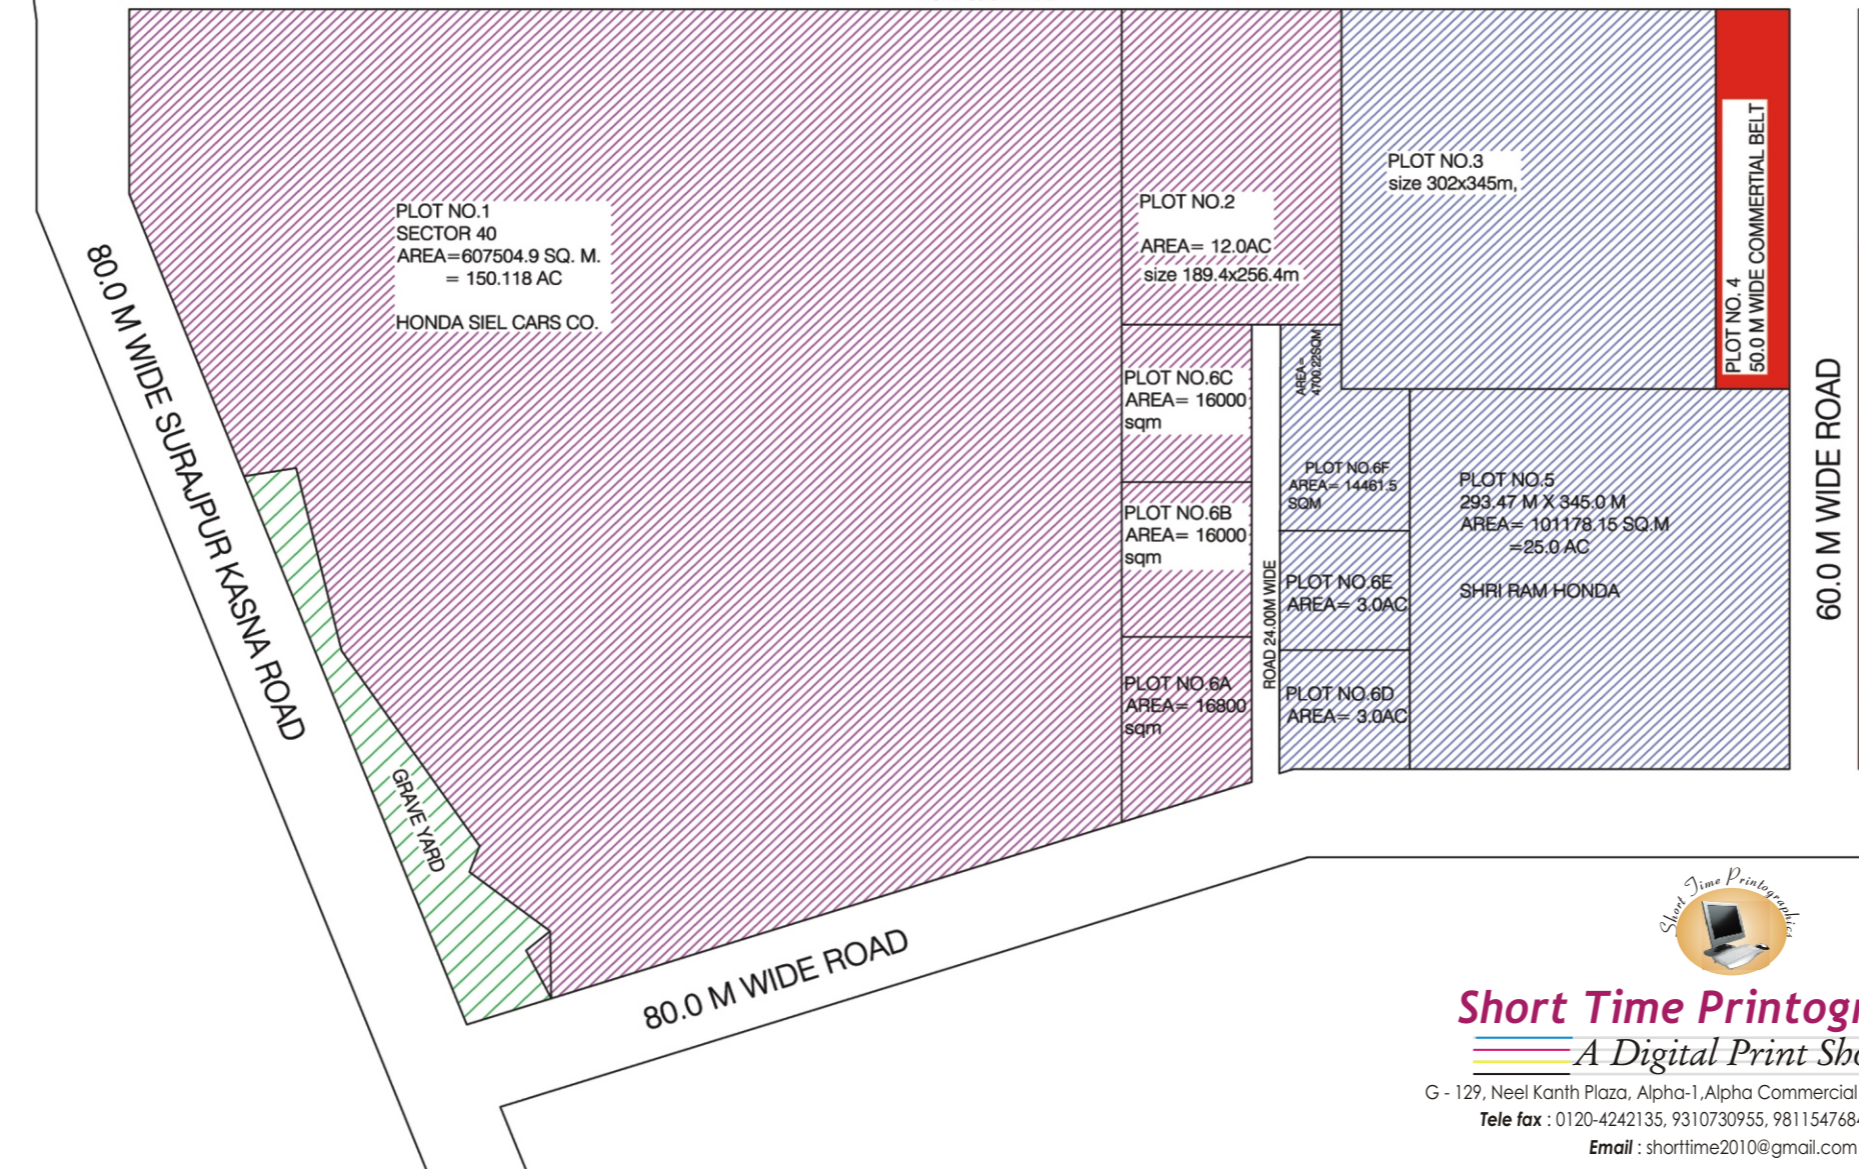 PLOT NO.1
SECTOR 40
AREA=607504.9 SQ. M.
= 150.118 AC
HONDA SIEL CARS CO.
PLOT NO.2
AREA= 12.0AC
size 189.4x256.4m
PLOT NO.3
size 302x345m,
PLOT NO. 4
50.0 M WIDE COMMERTIAL BELT
80.0 M WIDE SURAJPUR KASNA ROAD
PLOT NO.6C
AREA= 16000
sqm
AREA=
4700.22SQM
PLOT NO.6F
AREA= 14461.5
SQM
PLOT NO.5
293.47 M X 345.0 M
AREA= 101178.15 SQ.M
=25.0 AC
SHRI RAM HONDA
60.0 M WIDE ROAD
PLOT NO.6B
AREA= 16000
sqm
ROAD 24.00M WIDE
PLOT NO.6E
AREA= 3.0AC
PLOT NO.6A
AREA= 16800
sqm
PLOT NO.6D
AREA= 3.0AC
GRAVE YARD
80.0 M WIDE ROAD
Short Time Printographics
Short Time
A Digital Print
G - 129, Neel Kanth Plaza, Alpha-1,Alpha Commercial
Tele fax : 0120-4242135, 9310730955,
Email : shorttime2010@gmail.com